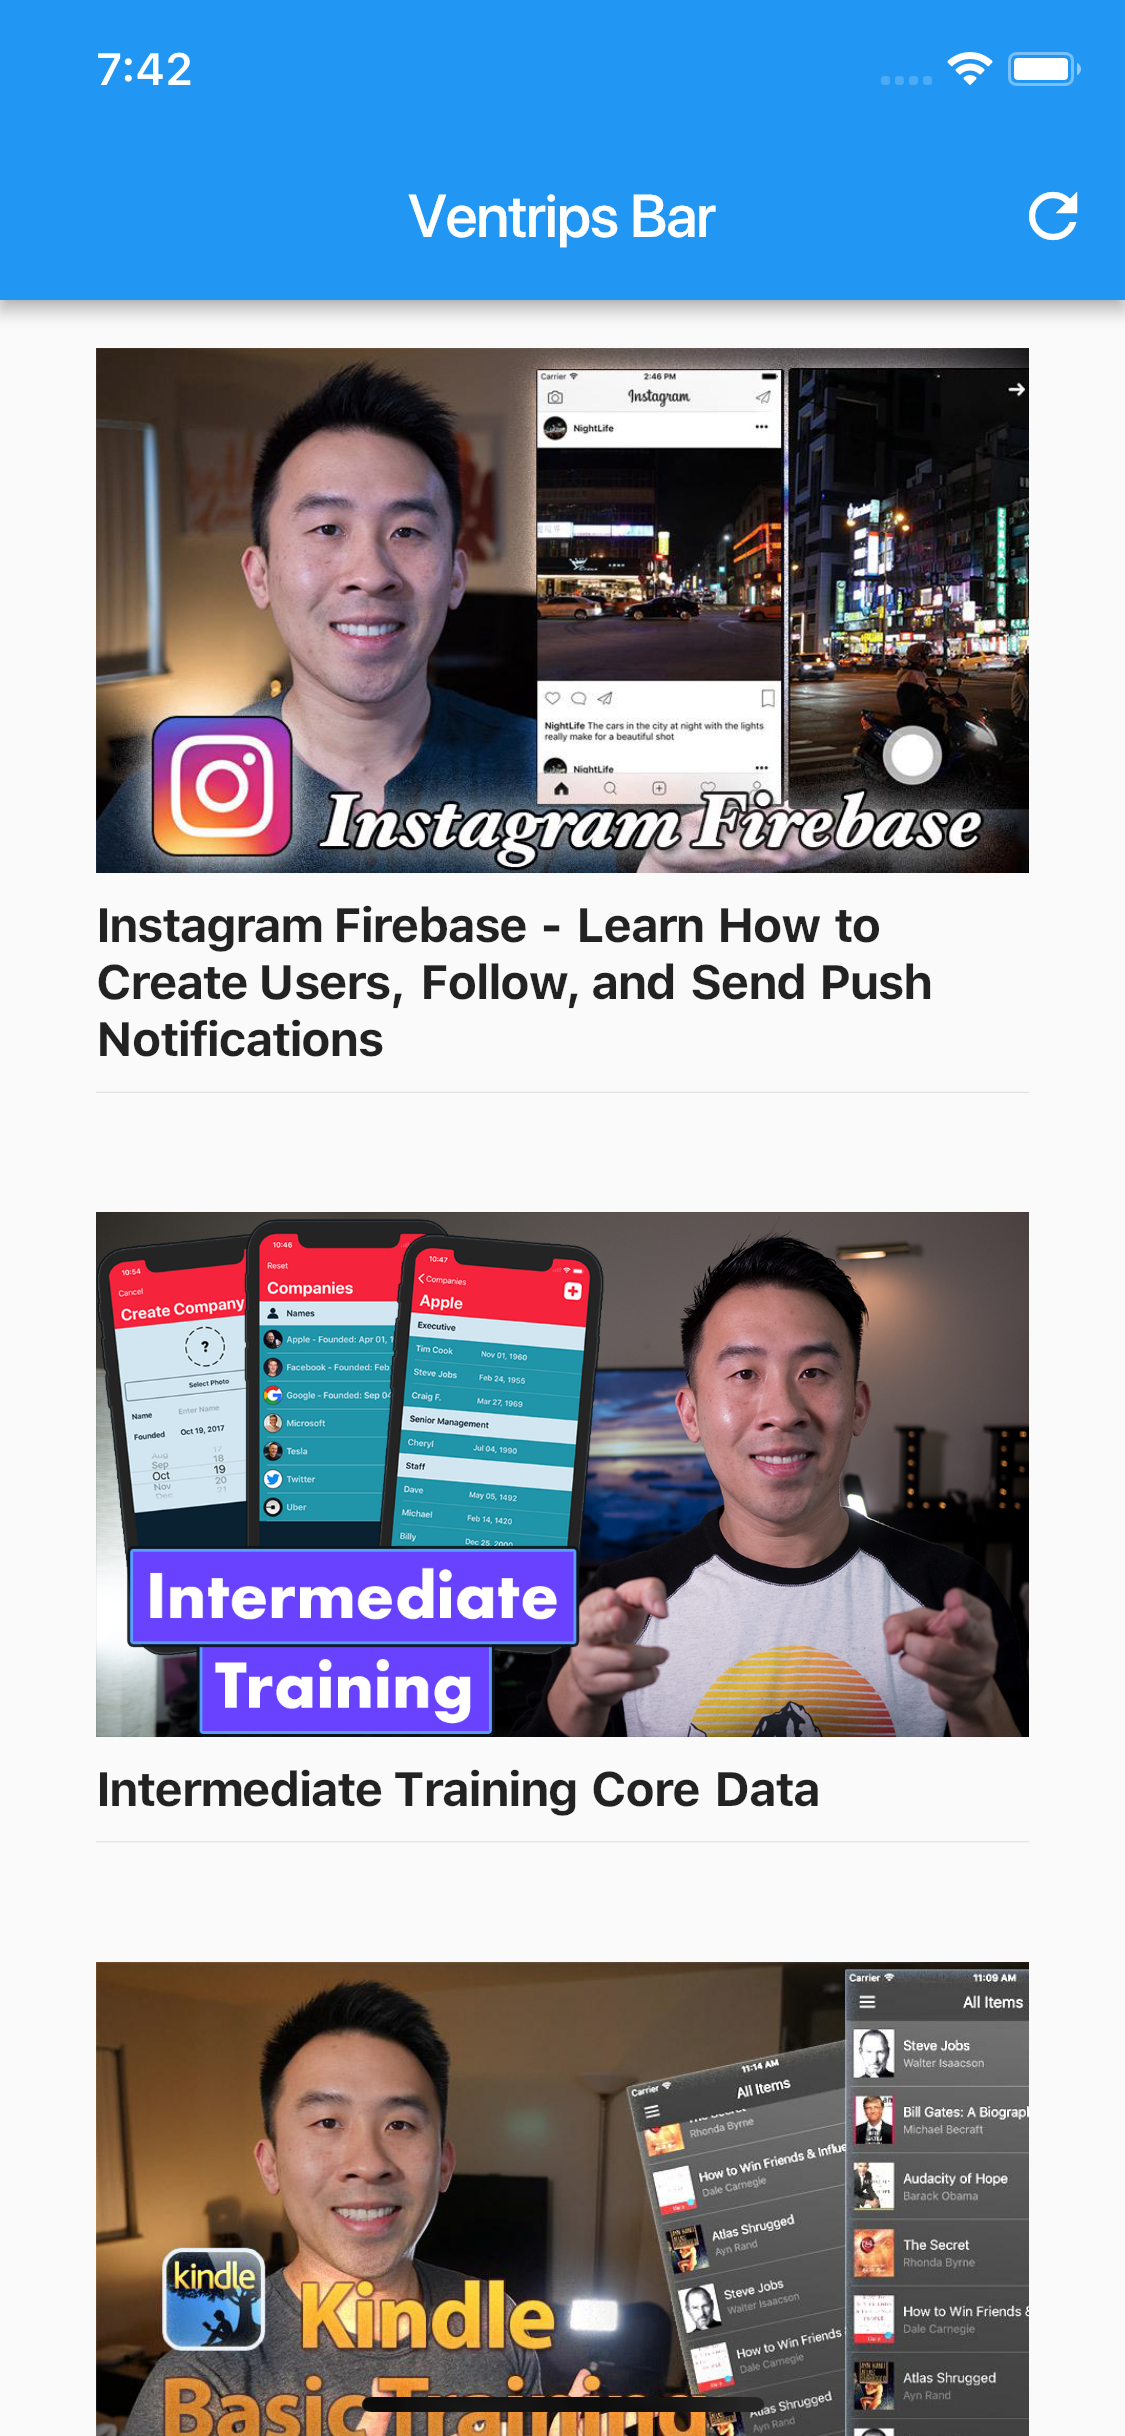 7:42
Ventrips Bar
Carrier 2:46 PM
Instagram
NightLife
NightLife The cars in the city at night with the lights
really make for a beautiful shot
NightLife
Instagram Firebase
Instagram Firebase - Learn How to
Create Users, Follow, and Send Push
Notifications
10:54
Cancel
Create Company
?
Select Photo
Name Enter Name
Founded Oct 19, 2017
Aug 17
Sep 18
Oct 19
Nov 20
Dec 21
10:46
Reset
Companies
Names
Apple - Founded: Apr 01, 1
Facebook - Founded: Feb
Google - Founded: Sep 04
Microsoft
Tesla
Twitter
Uber
10:47
Companies
Apple
Executive
Tim Cook Nov 01, 1960
Steve Jobs Feb 24, 1955
Craig F. Mar 27, 1969
Senior Management
Cheryl Jul 04, 1990
Staff
Dave May 05, 1492
Michael Feb 14, 1420
Billy Dec 25, 2000
Intermediate
Training
Intermediate Training Core Data
Carrier 11:14 AM
All Items
Rhonda Byrne
How to Win Friends & Influe
Dale Carnegie
Atlas Shrugged
Ayn Rand
Steve Jobs
Walter Isaacson
How to Win Friends
Dale Carnegie
Atlas Shrugged
Ayn Rand
Carrier 11:09 AM
All Items
Steve Jobs
Walter Isaacson
Bill Gates: A Biograp
Michael Becraft
Audacity of Hope
Barack Obama
The Secret
Rhonda Byrne
How to Win Friends &
Dale Carnegie
Atlas Shrugged
Ayn Rand
kindle
Kindle
Basic Training